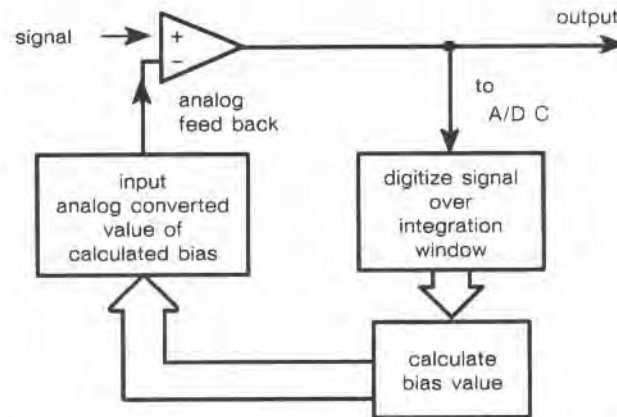 output
signal
+
−
to
A/D C
analog
feed back
input
analog converted
value of
calculated bias
digitize signal
over
integration
window
calculate
bias value